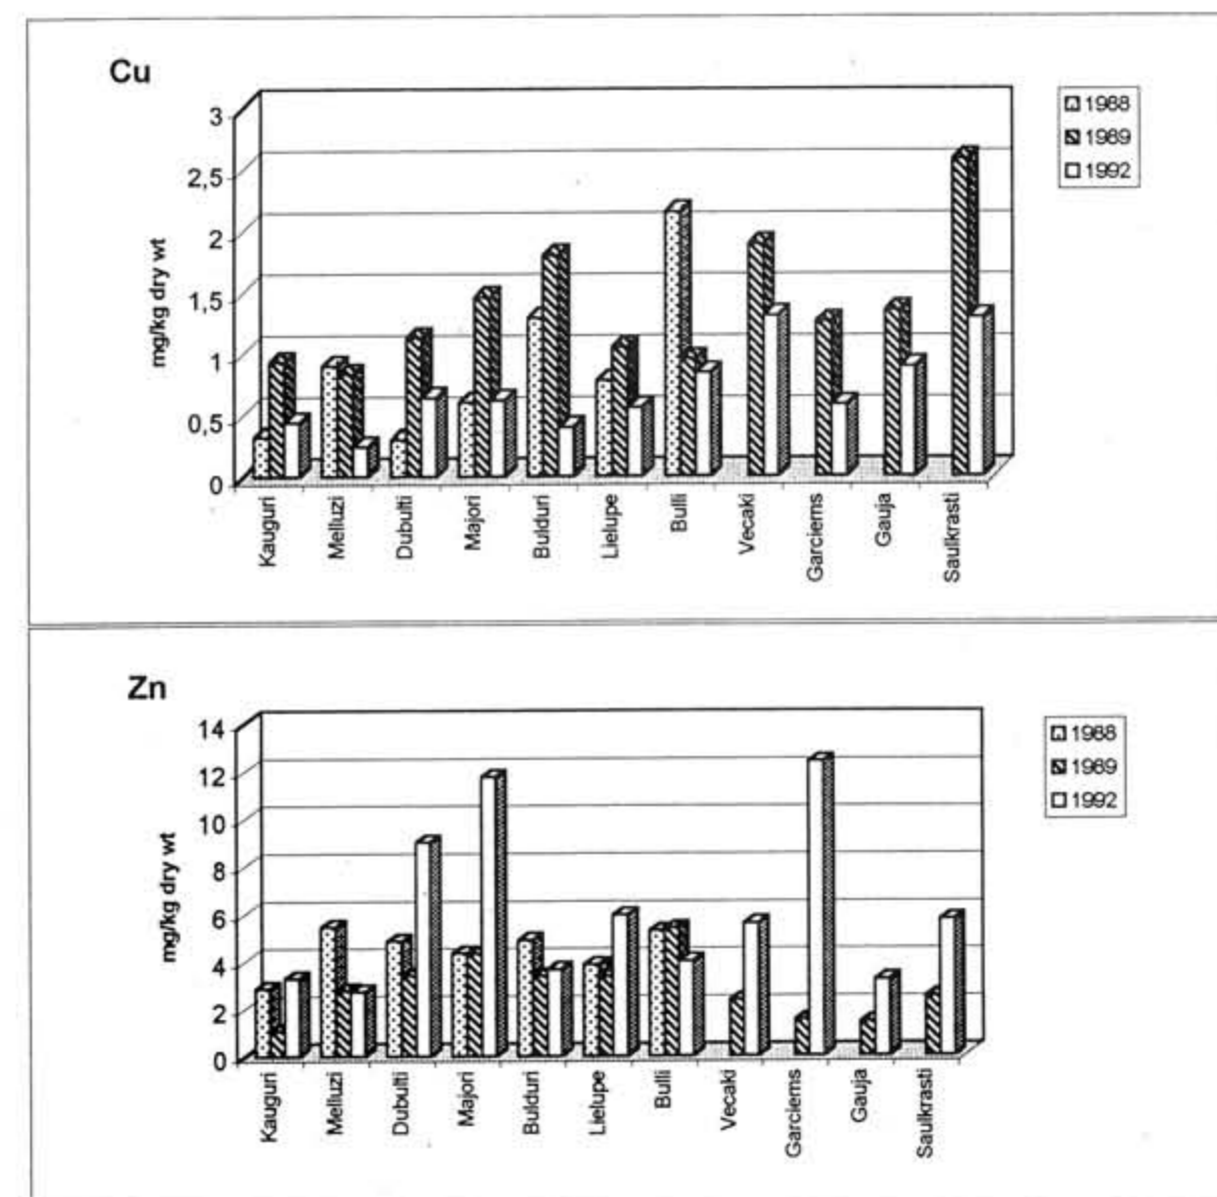 Cu
3
2,5
2
1,5
1
0,5
0
mg/kg dry wt
Kauguri
Melluzi
Dubulti
Majori
Bulduri
Lielupe
Bulli
Vecaki
Garciems
Gauja
Saulkrasti
1988
1989
1992
Zn
14
12
10
8
6
4
2
0
mg/kg dry wt
Kauguri
Melluzi
Dubulti
Majori
Bulduri
Lielupe
Bulli
Vecaki
Garciems
Gauja
Saulkrasti
1988
1989
1992